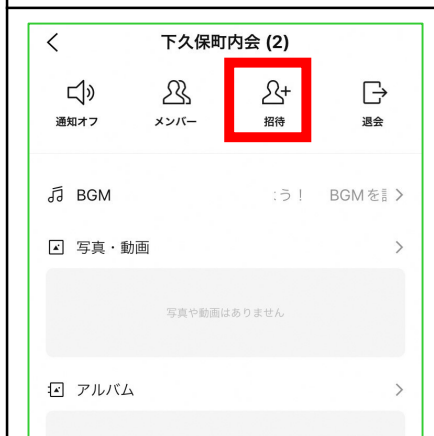 下久保町内会 (2)
通知オフ
メンバー
招待
退会
BGM
う！ BGMを
写真・動画
写真や動画はありません
アルバム